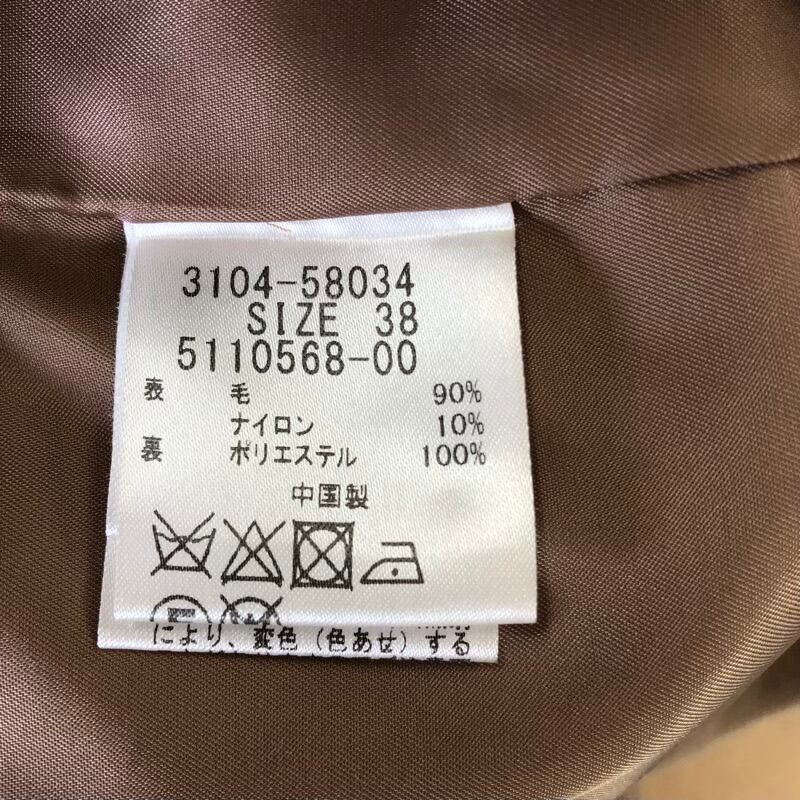 3104-58034
SIZE 38
5110568-00
表 毛 90%
ナイロン 10%
裏 ポリエステル 100%
中国製
により、変色(色あせ)する